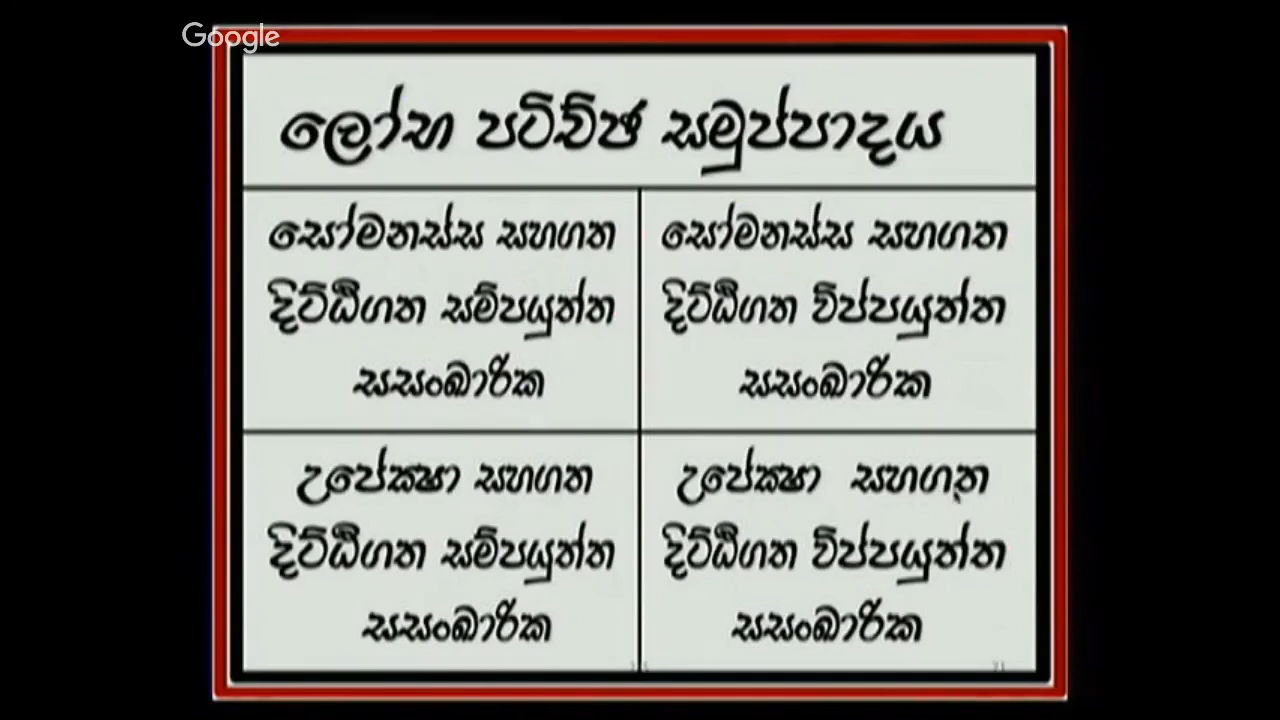 Google
ලෝභ පටිච්ඡ සමුප්පාදය
සෝමනස්ස සහගත
දිට්ඨිගත සම්පයුත්ත
සසංඛාරික
සෝමනස්ස සහගත
දිට්ඨිගත විප්පයුත්ත
සසංඛාරික
උපේක්‍ෂා සහගත
දිට්ඨිගත සම්පයුත්ත
සසංඛාරික
උපේක්‍ෂා සහගත
දිට්ඨිගත විප්පයුත්ත
සසංඛාරික